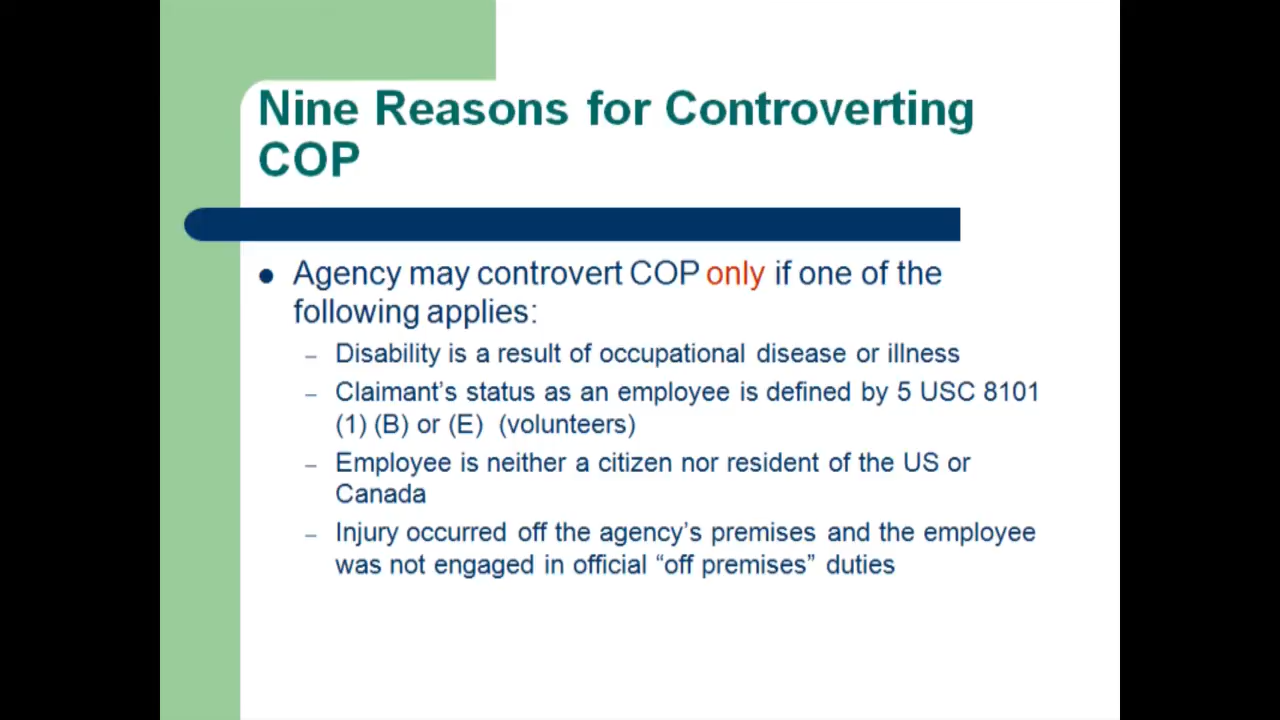 Nine Reasons for Controverting
COP
● Agency may controvert COP only if one of the
following applies:
– Disability is a result of occupational disease or illness
– Claimant’s status as an employee is defined by 5 USC 8101
(1) (B) or (E)  (volunteers)
– Employee is neither a citizen nor resident of the US or
Canada
– Injury occurred off the agency’s premises and the employee
was not engaged in official “off premises” duties